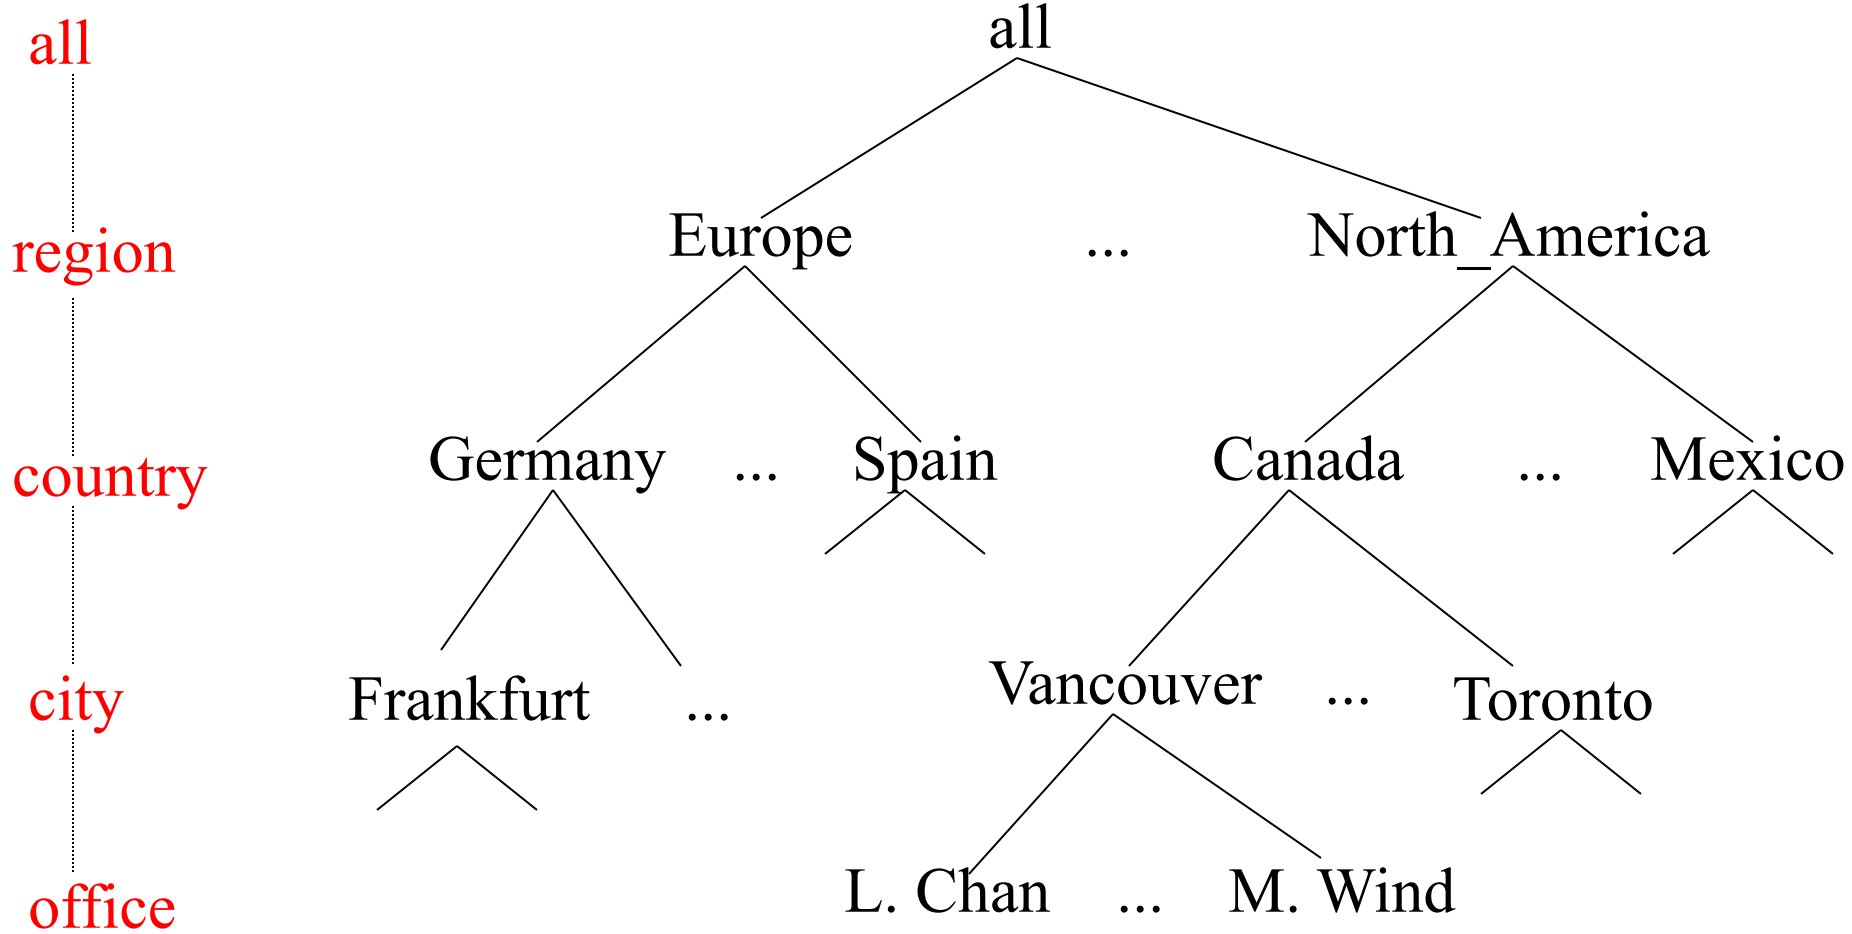 all all
region Europe ... North_America
country Germany ... Spain Canada ... Mexico
city Frankfurt ... Vancouver ... Toronto
office L. Chan ... M. Wind